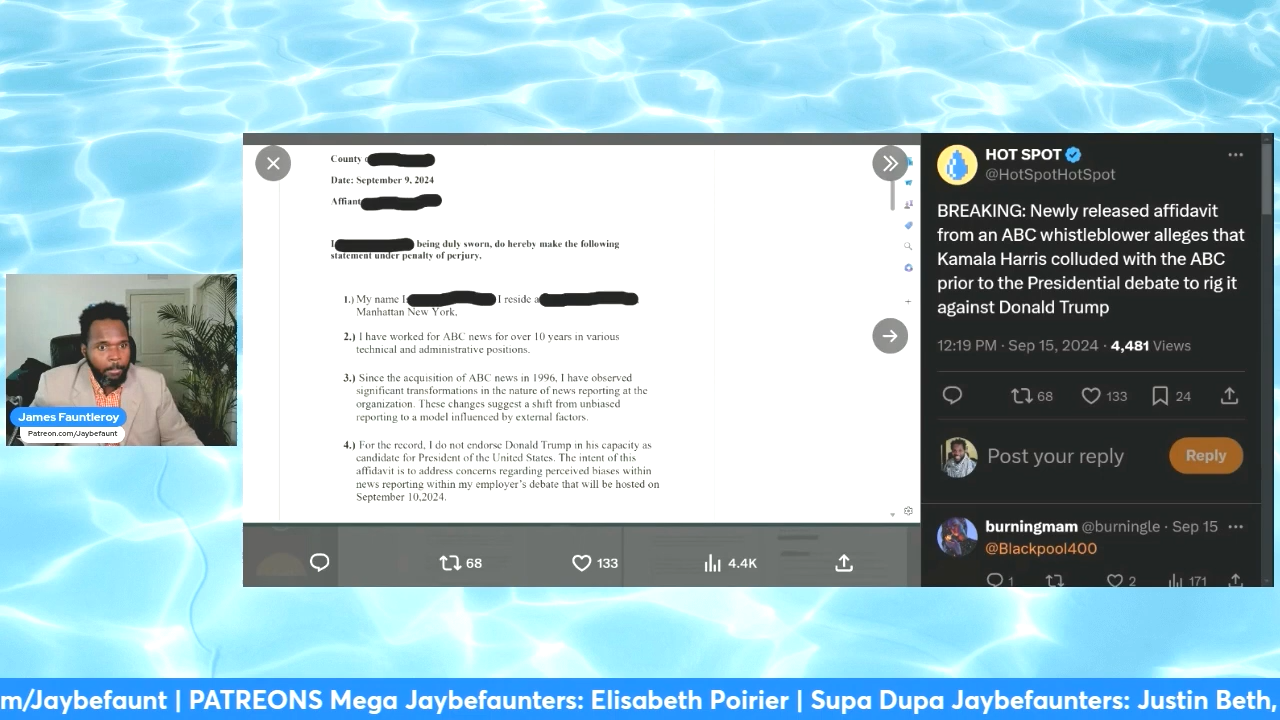 County
Date: September 9, 2024
Affiant
I being duly sworn, do hereby make the following
statement under penalty of perjury.
1.) My name I I reside a
Manhattan New York.
2.) I have worked for ABC news for over 10 years in various
technical and administrative positions.
3.) Since the acquisition of ABC news in 1996, I have observed
significant transformations in the nature of news reporting at the
organization. These changes suggest a shift from unbiased
reporting to a model influenced by external factors.
4.) For the record, I do not endorse Donald Trump in his capacity as
candidate for President of the United States. The intent of this
affidavit is to address concerns regarding perceived biases within
news reporting within my employer's debate that will be hosted on
September 10,2024.
68
133
4.4K
HOT SPOT
@HotSpotHotSpot
BREAKING: Newly released affidavit
from an ABC whistleblower alleges that
Kamala Harris colluded with the ABC
prior to the Presidential debate to rig it
against Donald Trump
12:19 PM · Sep 15, 2024 · 4,481 Views
68 133 24
Post your reply
Reply
burningmam @burningle · Sep 15
@Blackpool400
1 2 171
James Fauntleroy
Patreon.com/Jaybefaunt
m/Jaybefaunt | PATREONS Mega Jaybefaunters: Elisabeth Poirier | Supa Dupa Jaybefaunters: Justin Beth,